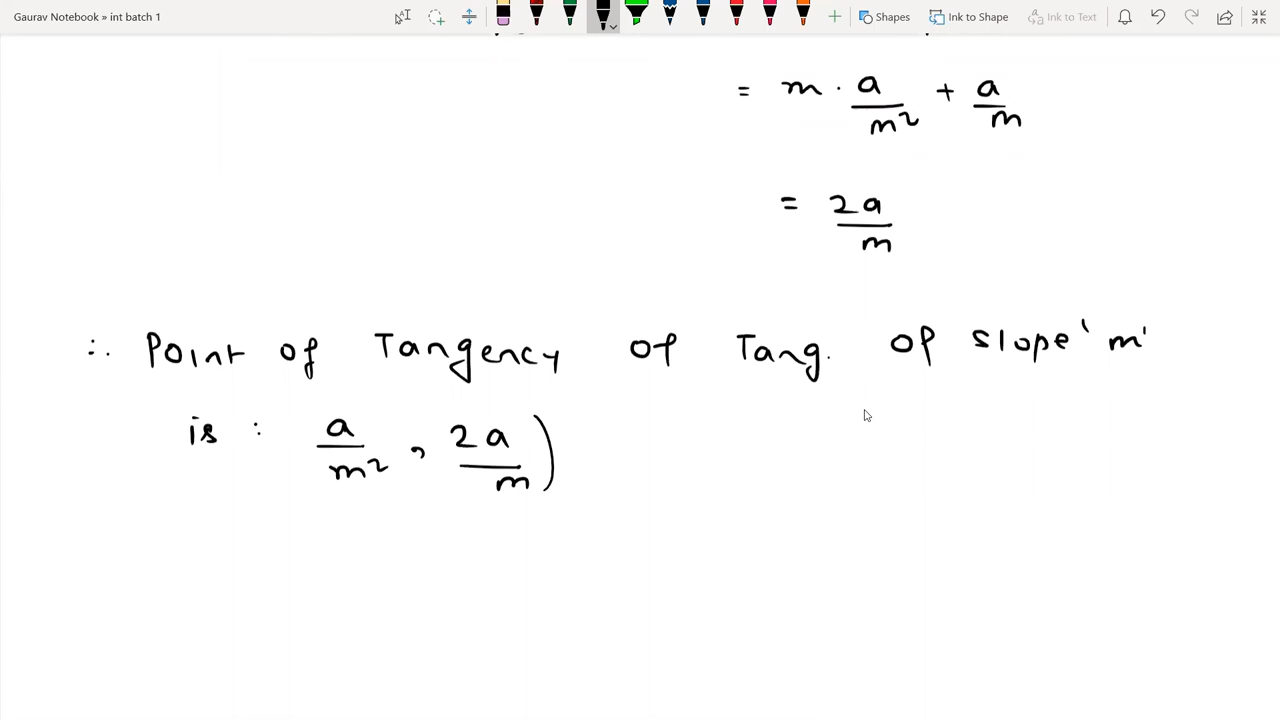 Gaurav Notebook » int batch 1
Shapes
Ink to Shape
Ink to Text
= m · a/m² + a/m
= 2a/m
∴ Point of Tangency of Tang. of slope 'm'
is : a/m² , 2a/m )